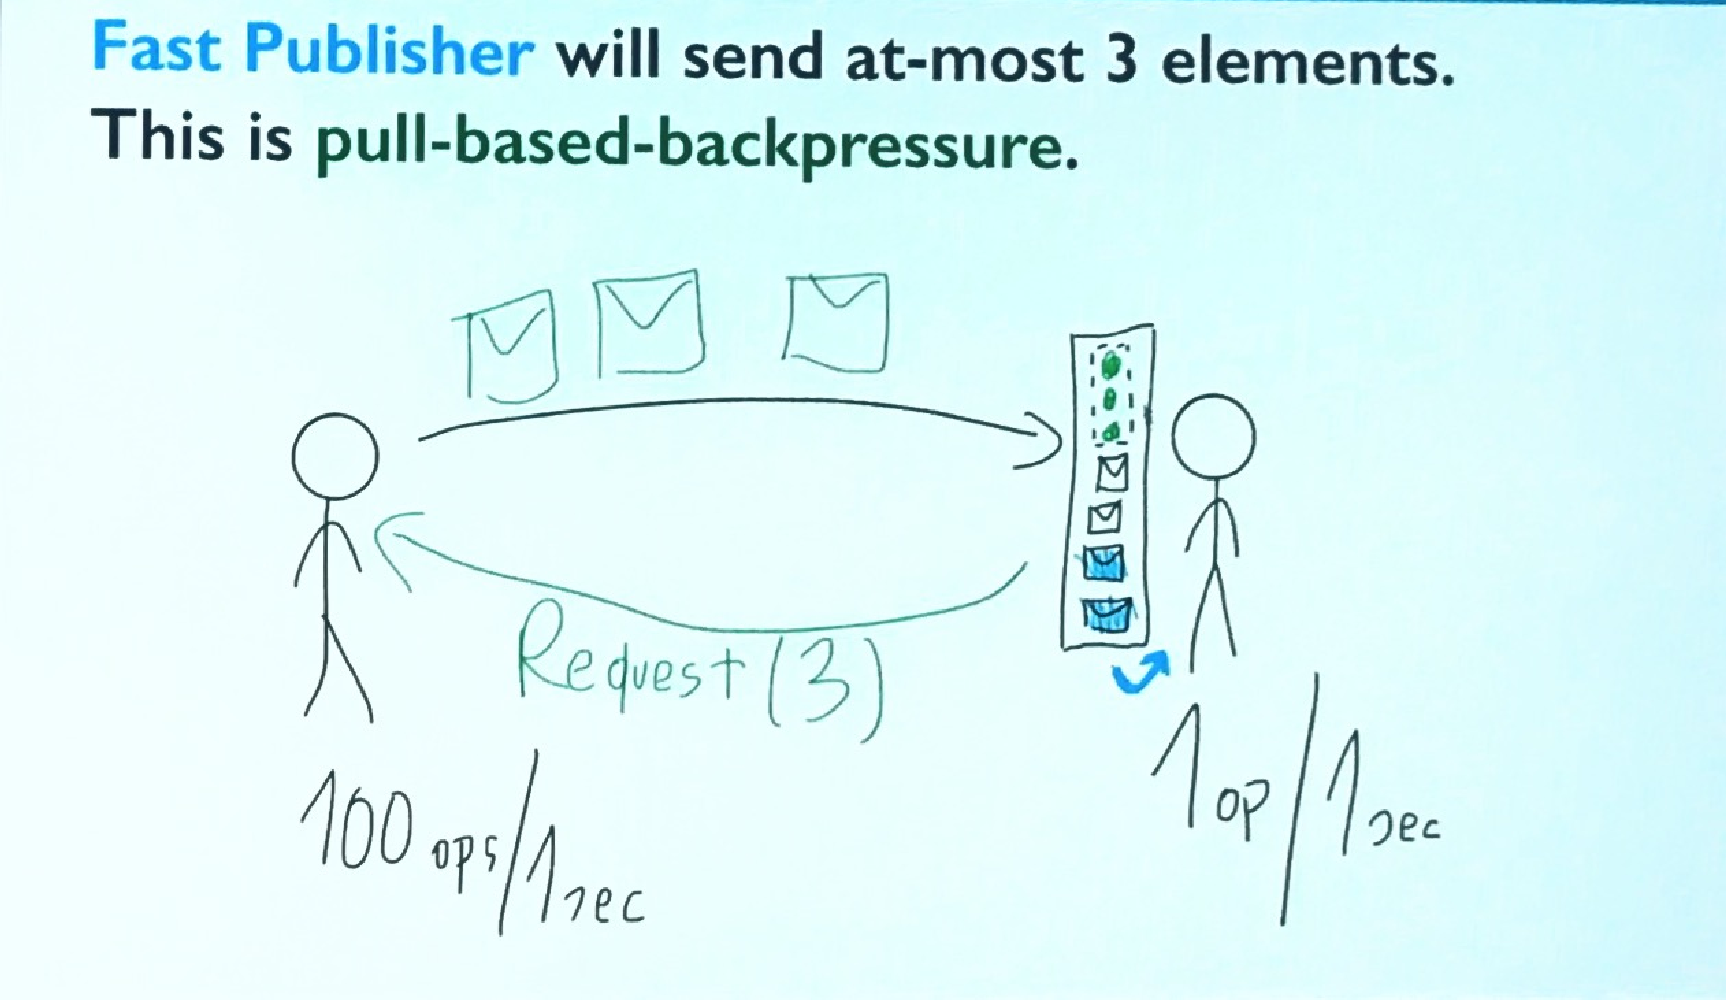 Fast Publisher will send at-most 3 elements.
This is pull-based-backpressure.
Request (3)
100 ops/1sec
1op/1sec